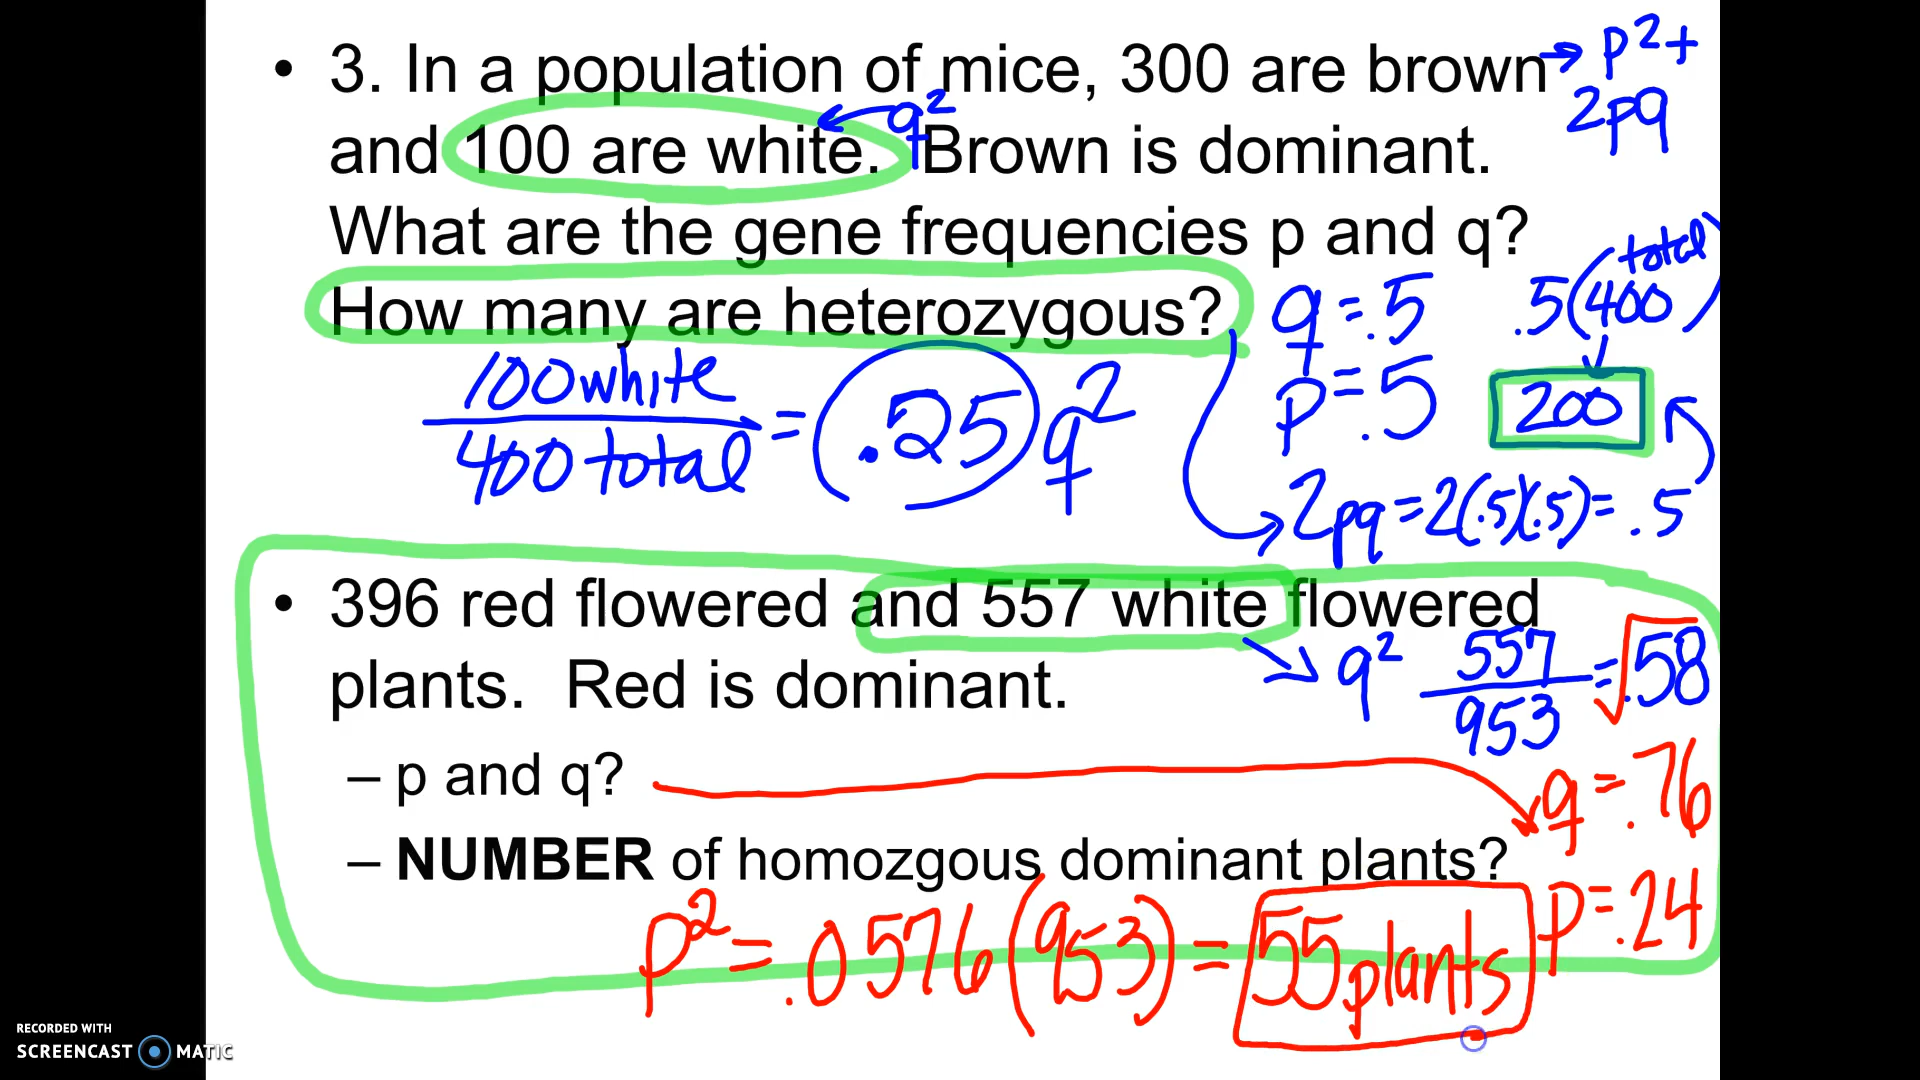 • 3. In a population of mice, 300 are brown → p² +
2pq
q²
and 100 are white. Brown is dominant.
What are the gene frequencies p and q?
How many are heterozygous?
q = .5
.5(400)
total
p = .5
200
100 white
400 total
= .25 q²
2pq = 2(.5)(.5) = .5
• 396 red flowered and 557 white flowered
plants. Red is dominant.
q² 557
953
= √.58
– p and q?
q = .76
– NUMBER of homozgous dominant plants?
p = .24
p² = .0576(953) = 55 plants
RECORDED WITH
SCREENCAST MATIC